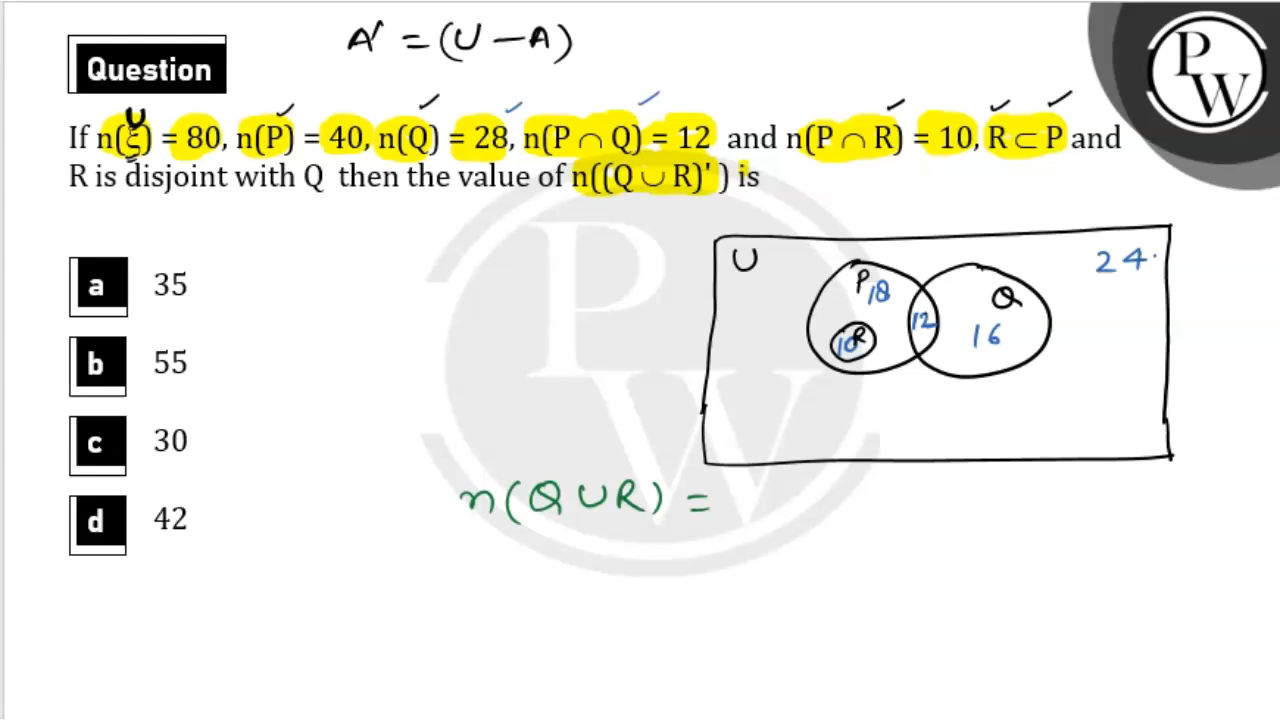 A' = (U − A)
Question
U
If n(ξ) = 80, n(P) = 40, n(Q) = 28, n(P ∩ Q) = 12 and n(P ∩ R) = 10, R ⊂ P and
R is disjoint with Q then the value of n((Q ∪ R)') is
a 35
b 55
c 30
d 42
U
24.
P
18
Q
12
16
R
10
n(Q ∪ R) =
P
W
P
W